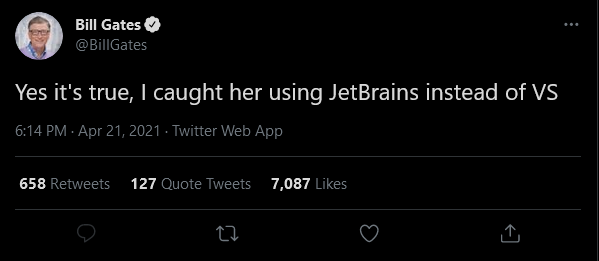 Bill Gates
@BillGates
Yes it's true, I caught her using JetBrains instead of VS
6:14 PM · Apr 21, 2021 · Twitter Web App
658 Retweets 127 Quote Tweets 7,087 Likes